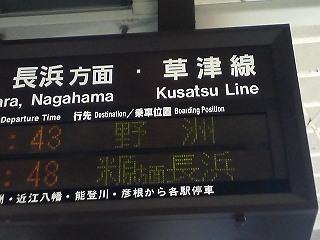 長浜方面・草津線
ara, Nagahama Kusatsu Line
Departure Time 行先 Destination／乗車位置 Boarding Position
:43 野洲
:48 米原方面長浜
洲・近江八幡・能登川・彦根から各駅停車